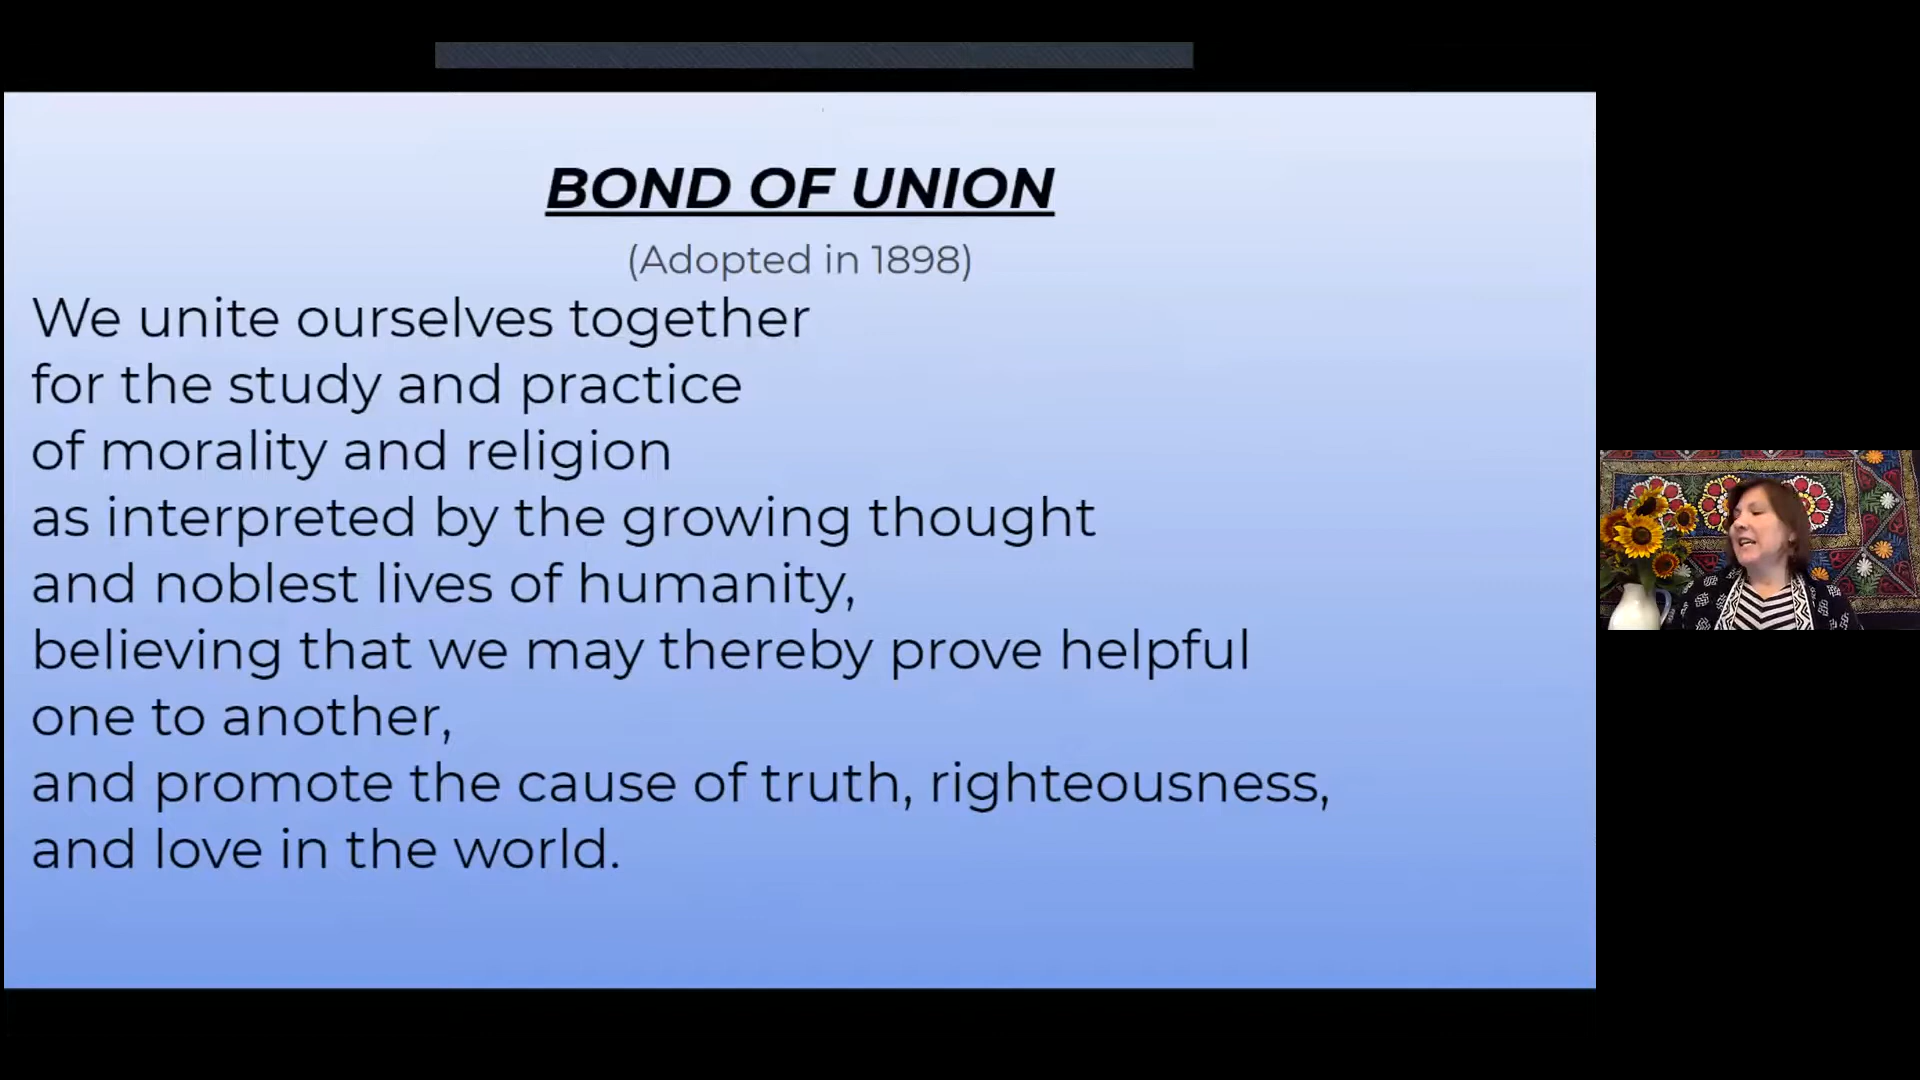 BOND OF UNION
(Adopted in 1898)
We unite ourselves together
for the study and practice
of morality and religion
as interpreted by the growing thought
and noblest lives of humanity,
believing that we may thereby prove helpful
one to another,
and promote the cause of truth, righteousness,
and love in the world.